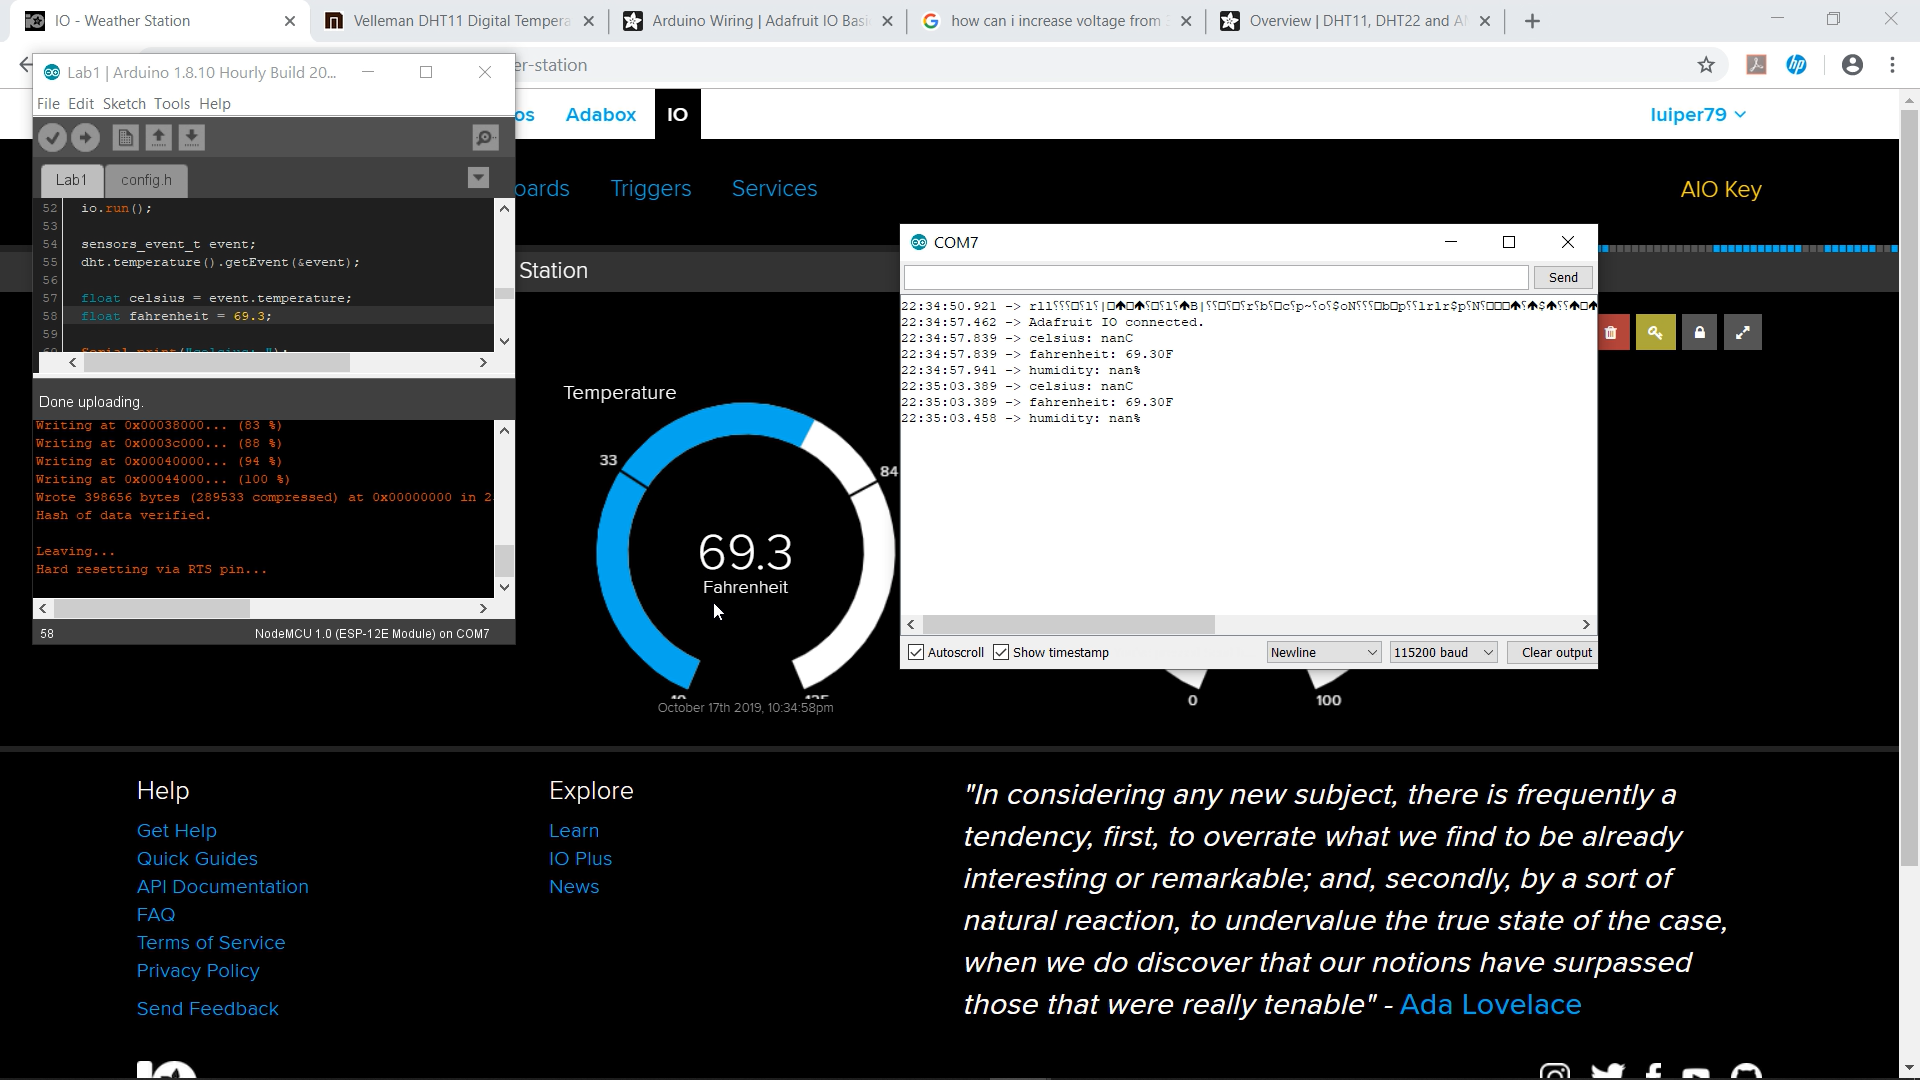 IO - Weather Station
Velleman DHT11 Digital Tempera
Arduino Wiring | Adafruit IO Basi
how can i increase voltage from 3
Overview | DHT11, DHT22 and A
Lab1 | Arduino 1.8.10 Hourly Build 20...
er-station
File Edit Sketch Tools Help
os
Adabox
IO
luiper79
Lab1
config.h
oards
Triggers
Services
AIO Key
52 io.run();
53
54 sensors_event_t event;
55 dht.temperature().getEvent(&event);
56
57 float celsius = event.temperature;
58 float fahrenheit = 69.3;
59
60 Serial.print("celsius: ");
Station
Done uploading.
Writing at 0x00038000... (83 %)
Writing at 0x0003c000... (88 %)
Writing at 0x00040000... (94 %)
Writing at 0x00044000... (100 %)
Wrote 398656 bytes (289533 compressed) at 0x00000000 in 2
Hash of data verified.
Leaving...
Hard resetting via RTS pin...
58
NodeMCU 1.0 (ESP-12E Module) on COM7
Temperature
33
84
69.3
Fahrenheit
October 17th 2019, 10:34:58pm
COM7
Send
22:34:50.921 ->
22:34:57.462 -> Adafruit IO connected.
22:34:57.839 -> celsius: nanC
22:34:57.839 -> fahrenheit: 69.30F
22:34:57.941 -> humidity: nan%
22:35:03.389 -> celsius: nanC
22:35:03.389 -> fahrenheit: 69.30F
22:35:03.458 -> humidity: nan%
Autoscroll
Show timestamp
Newline
115200 baud
Clear output
0
100
Help
Get Help
Quick Guides
API Documentation
FAQ
Terms of Service
Privacy Policy
Send Feedback
Explore
Learn
IO Plus
News
"In considering any new subject, there is frequently a
tendency, first, to overrate what we find to be already
interesting or remarkable; and, secondly, by a sort of
natural reaction, to undervalue the true state of the case,
when we do discover that our notions have surpassed
those that were really tenable" - Ada Lovelace